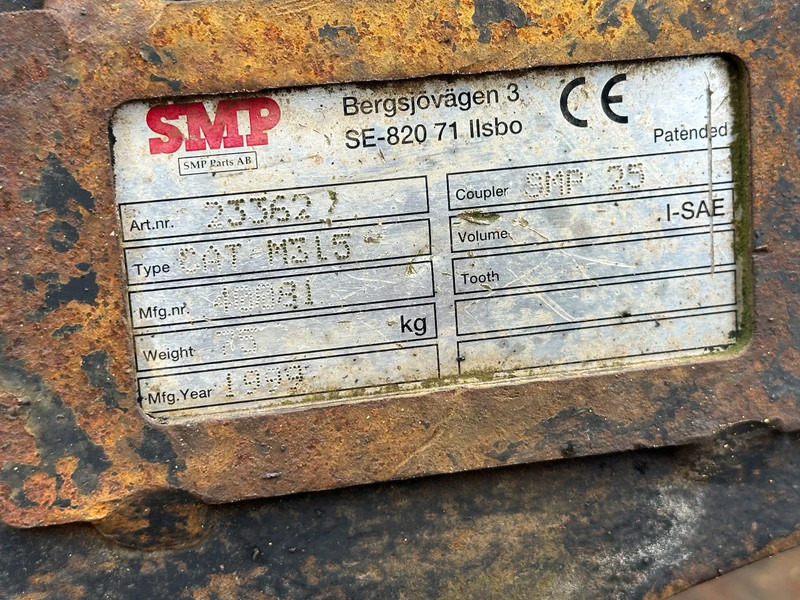 SMP
SMP Parts AB
Bergsjövägen 3
SE-820 71 Ilsbo
CE
Patended
Art.nr. 23362
Type CAT M315
Mfg.nr. 40081
Weight 75 kg
Mfg.Year 1999
Coupler SMP 25
Volume I-SAE
Tooth